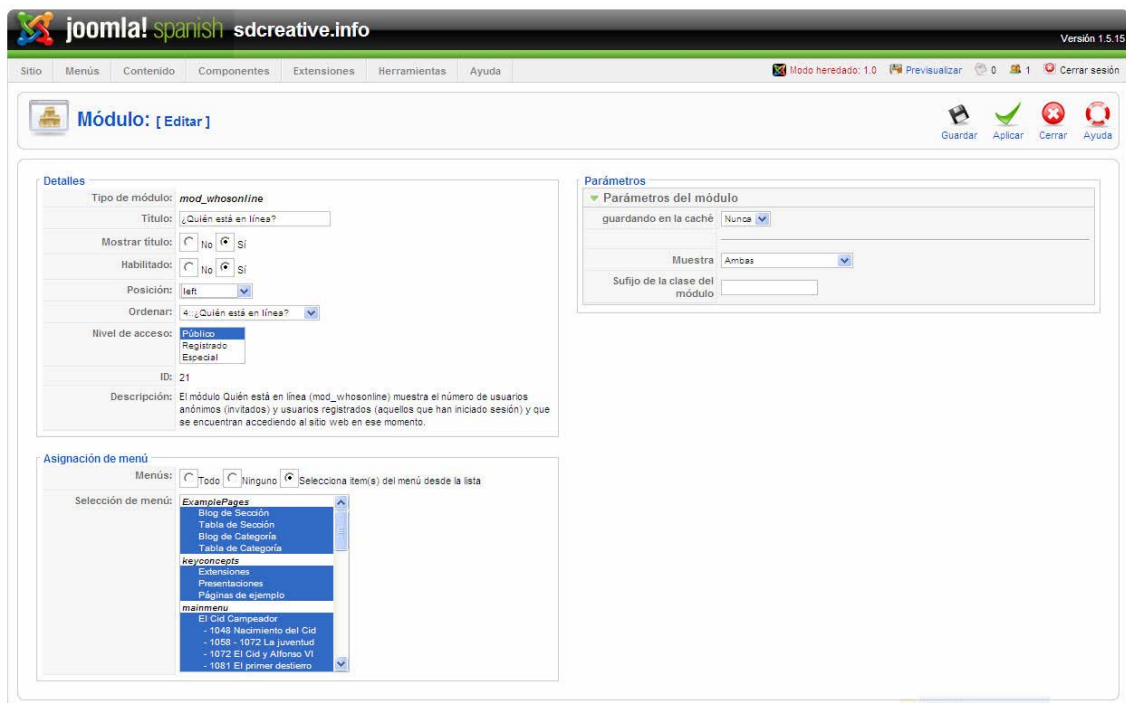 joomla! spanish sdcreative.info
Versión 1.5.15
Sitio Menús Contenido Componentes Extensiones Herramientas Ayuda
Modo heredado: 1.0 Previsualizar 0 1 Cerrar sesión
Módulo: [ Editar ]
Guardar Aplicar Cerrar Ayuda
Detalles
Tipo de módulo: mod_whosonline
Título: ¿Quién está en línea?
Mostrar título: No Sí
Habilitado: No Sí
Posición: left
Ordenar: 4::¿Quién está en línea?
Nivel de acceso: Público
Registrado
Especial
ID: 21
Descripción: El módulo Quién está en línea (mod_whosonline) muestra el número de usuarios
anónimos (invitados) y usuarios registrados (aquellos que han iniciado sesión) y que
se encuentran accediendo al sitio web en ese momento.
Parámetros
Parámetros del módulo
guardando en la caché Nunca
Muestra Ambas
Sufijo de la clase del
módulo
Asignación de menú
Menús: Todo Ninguno Selecciona item(s) del menú desde la lista
Selección de menú: ExamplePages
Blog de Sección
Tabla de Sección
Blog de Categoría
Tabla de Categoría
keyconcepts
Extensiones
Presentaciones
Páginas de ejemplo
mainmenu
El Cid Campeador
- 1048 Nacimiento del Cid
- 1058 - 1072 La juventud
- 1072 El Cid y Alfonso VI
- 1081 El primer destierro